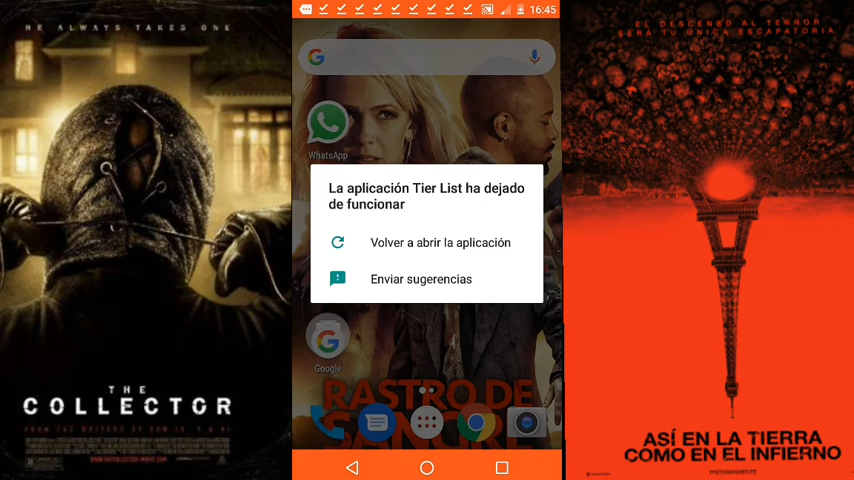 HE ALWAYS TAKES ONE
THE
COLLECTOR
16:45
WhatsApp
La aplicación Tier List ha dejado
de funcionar
Volver a abrir la aplicación
Enviar sugerencias
Google
RASTRO DE
SANGRE
EL DESCENSO AL TERROR
SERÁ TU ÚNICA ESCAPATORIA
ASÍ EN LA TIERRA
COMO EN EL INFIERNO
PRÓXIMAMENTE